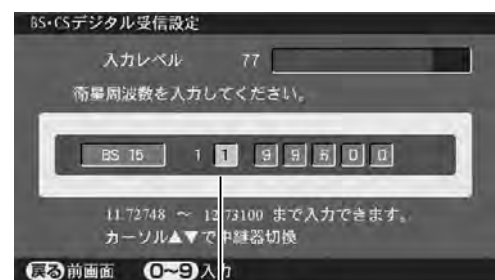 BS・CSデジタル受信設定
入力レベル 77
衛星周波数を入力してください。
BS 15 1 1 9 9 6 0 0
11.72748 ～ 12.73100 まで入力できます。
カーソル▲▼で中継器切換
戻る 前画面 0～9 入力